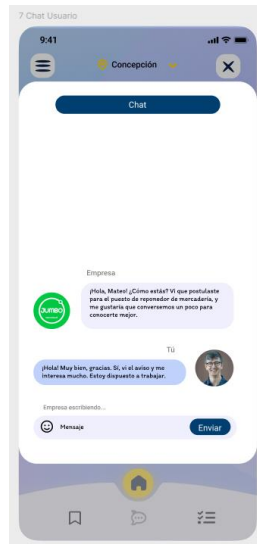 7 Chat Usuario
9:41
Concepción
Chat
Empresa
¡Hola, Mateo! ¿Cómo estás? Vi que postulaste
para el puesto de reponedor de mercadería, y
me gustaría que conversemos un poco para
conocerte mejor.
JUMBO
Tú
¡Hola! Muy bien, gracias. Sí, vi el aviso y me
interesa mucho. Estoy dispuesto a trabajar.
Empresa escribiendo...
Mensaje
Enviar